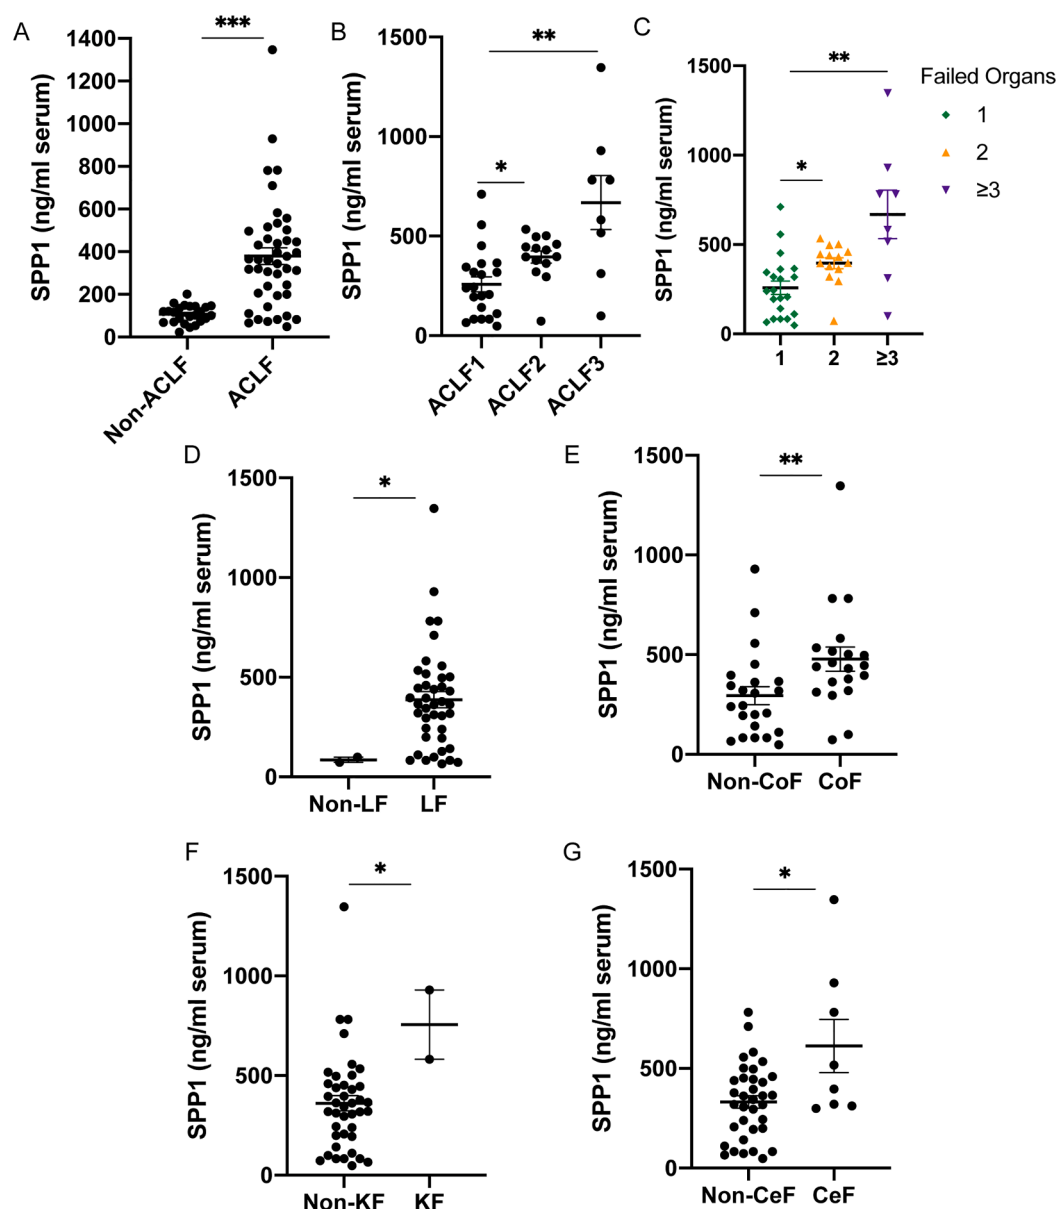 A
***
SPP1 (ng/ml serum)
1400
1200
1000
800
600
400
200
0
Non-ACLF
ACLF
B
**
*
SPP1 (ng/ml serum)
1500
1000
500
0
ACLF1
ACLF2
ACLF3
C
**
*
SPP1 (ng/ml serum)
1500
1000
500
0
1
2
≥3
Failed Organs
1
2
≥3
D
*
SPP1 (ng/ml serum)
1500
1000
500
0
Non-LF
LF
E
**
SPP1 (ng/ml serum)
1500
1000
500
0
Non-CoF
CoF
F
*
SPP1 (ng/ml serum)
1500
1000
500
0
Non-KF
KF
G
*
SPP1 (ng/ml serum)
1500
1000
500
0
Non-CeF
CeF